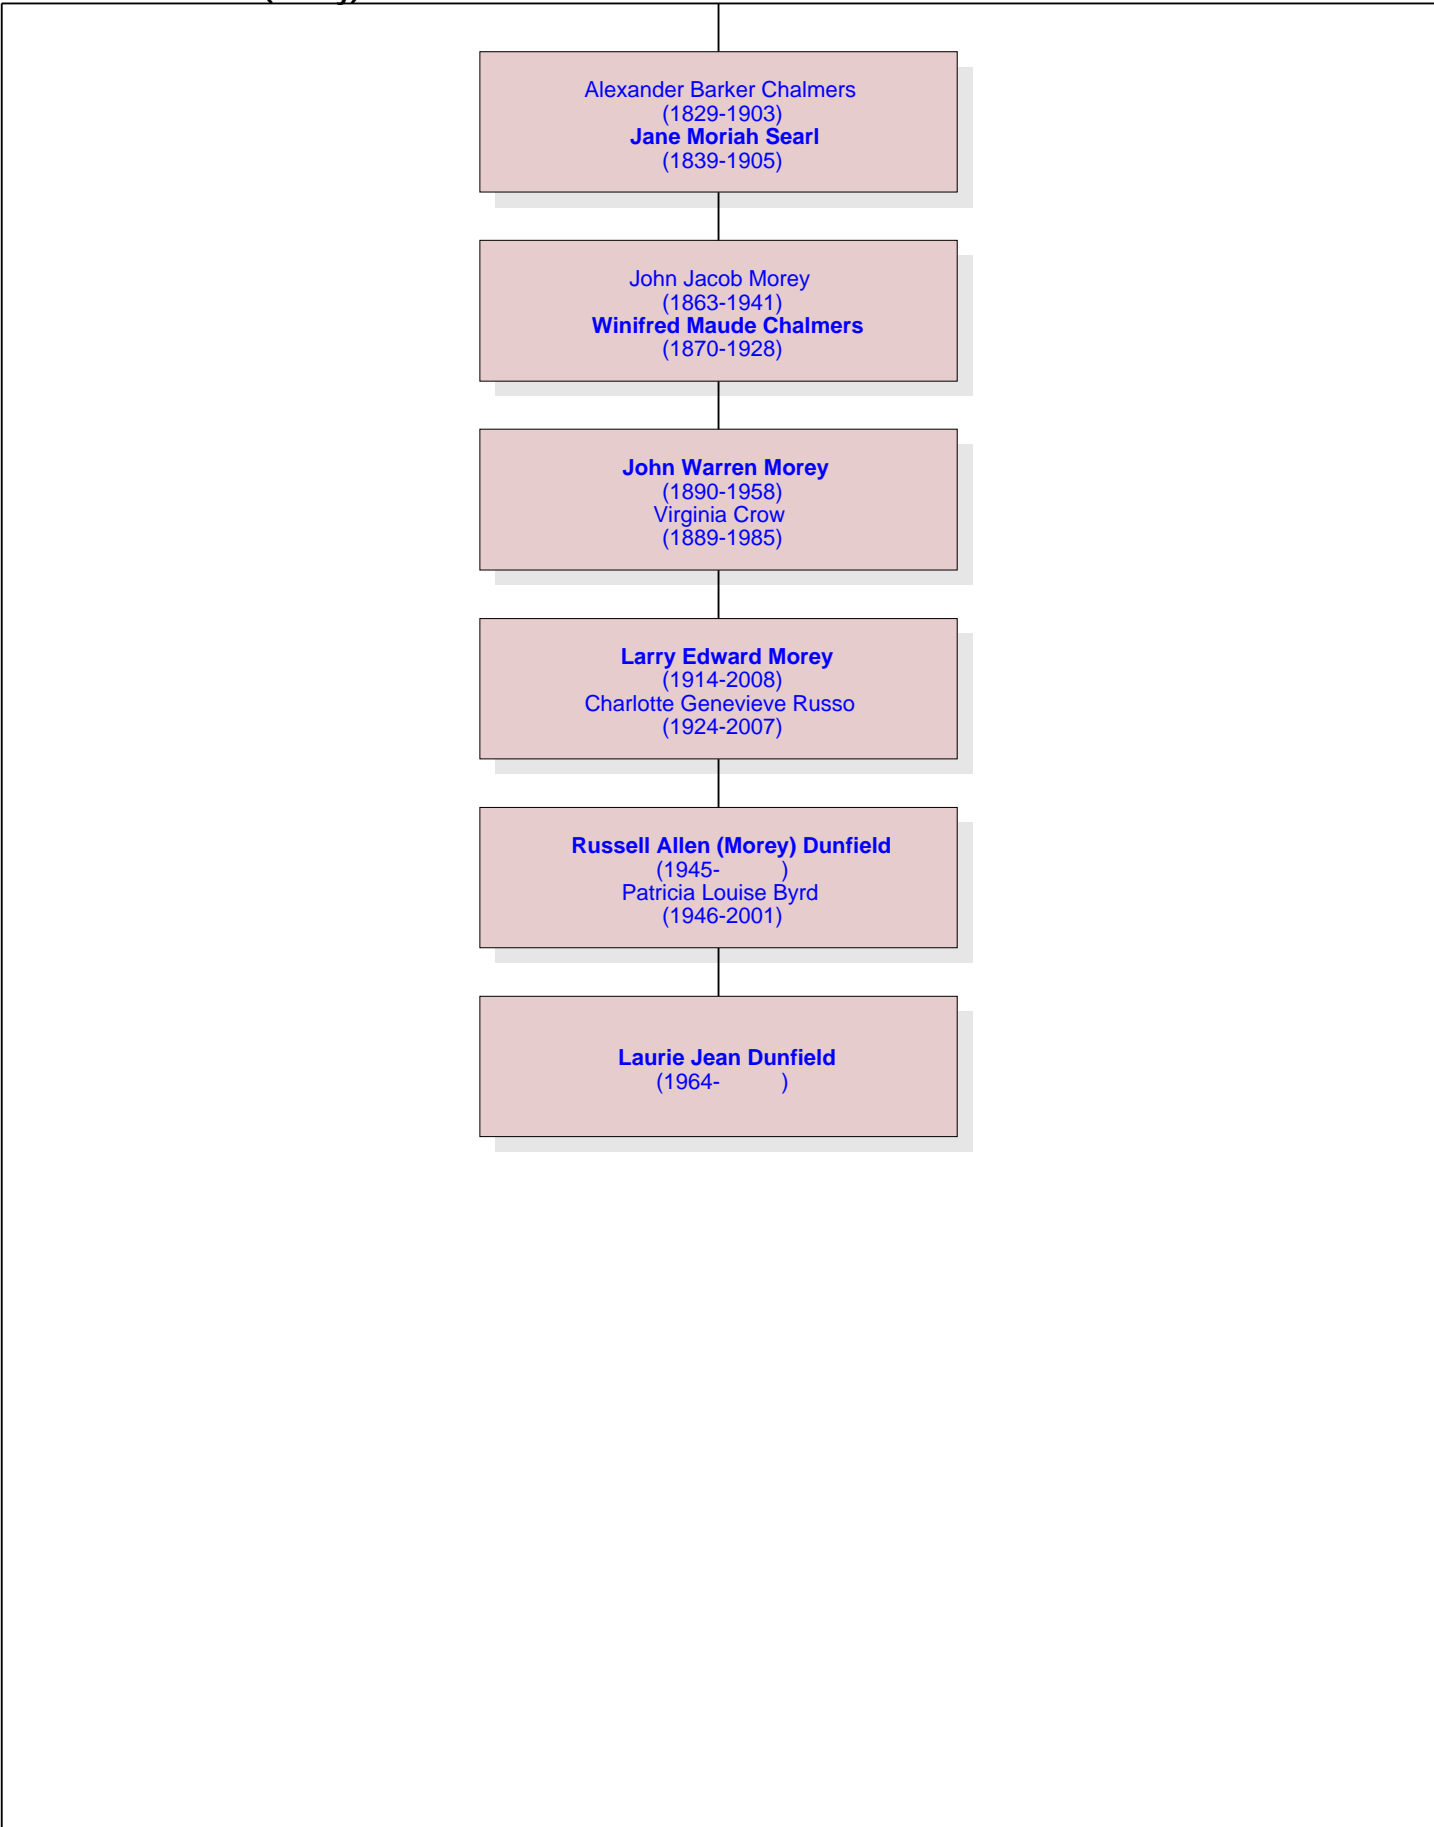 Alexander Barker Chalmers
(1829-1903)
Jane Moriah Searl
(1839-1905)
John Jacob Morey
(1863-1941)
Winifred Maude Chalmers
(1870-1928)
John Warren Morey
(1890-1958)
Virginia Crow
(1889-1985)
Larry Edward Morey
(1914-2008)
Charlotte Genevieve Russo
(1924-2007)
Russell Allen (Morey) Dunfield
(1945- )
Patricia Louise Byrd
(1946-2001)
Laurie Jean Dunfield
(1964- )